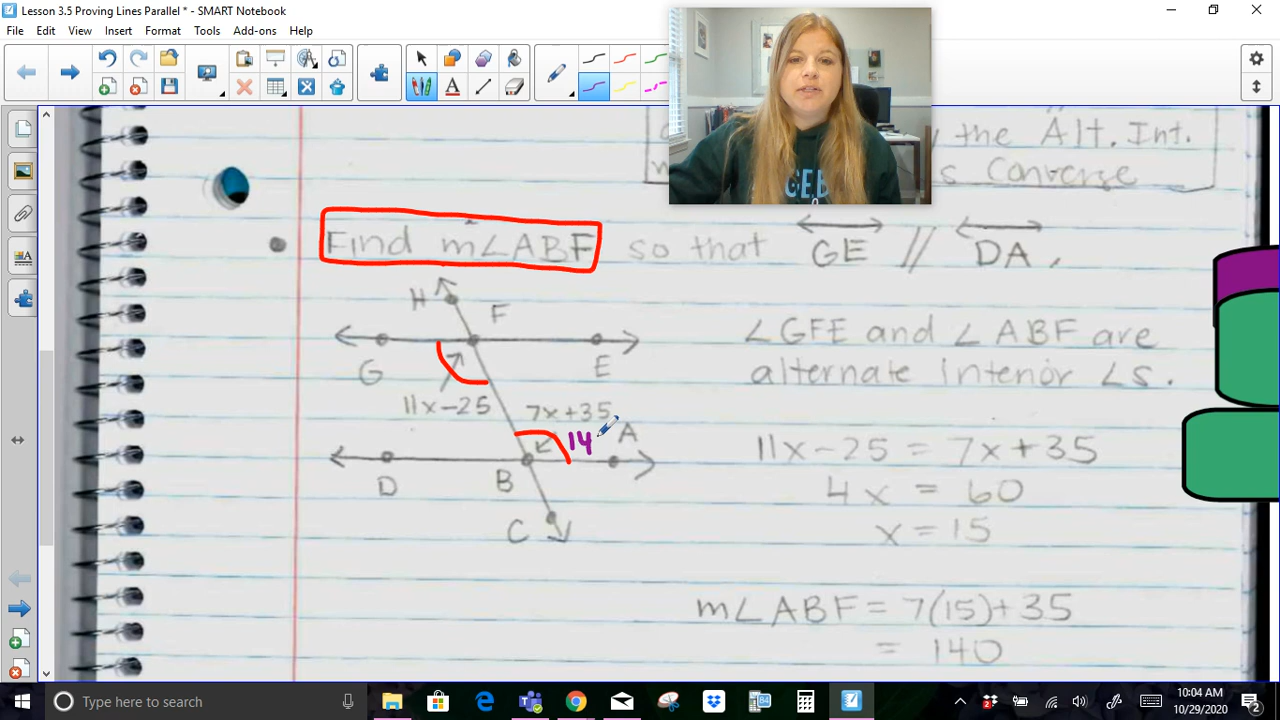 Lesson 3.5 Proving Lines Parallel * - SMART Notebook
File Edit View Insert Format Tools Add-ons Help
the Alt. Int.
s Converse
Find m∠ABF so that GE // DA.
H F
G E
11x-25 7x+35
14 A
D B
C
∠GFE and ∠ABF are
alternate interior ∠s.
11x-25 = 7x+35
4x = 60
x = 15
m∠ABF = 7(15)+35
= 140
Type here to search
10:04 AM
10/29/2020
2